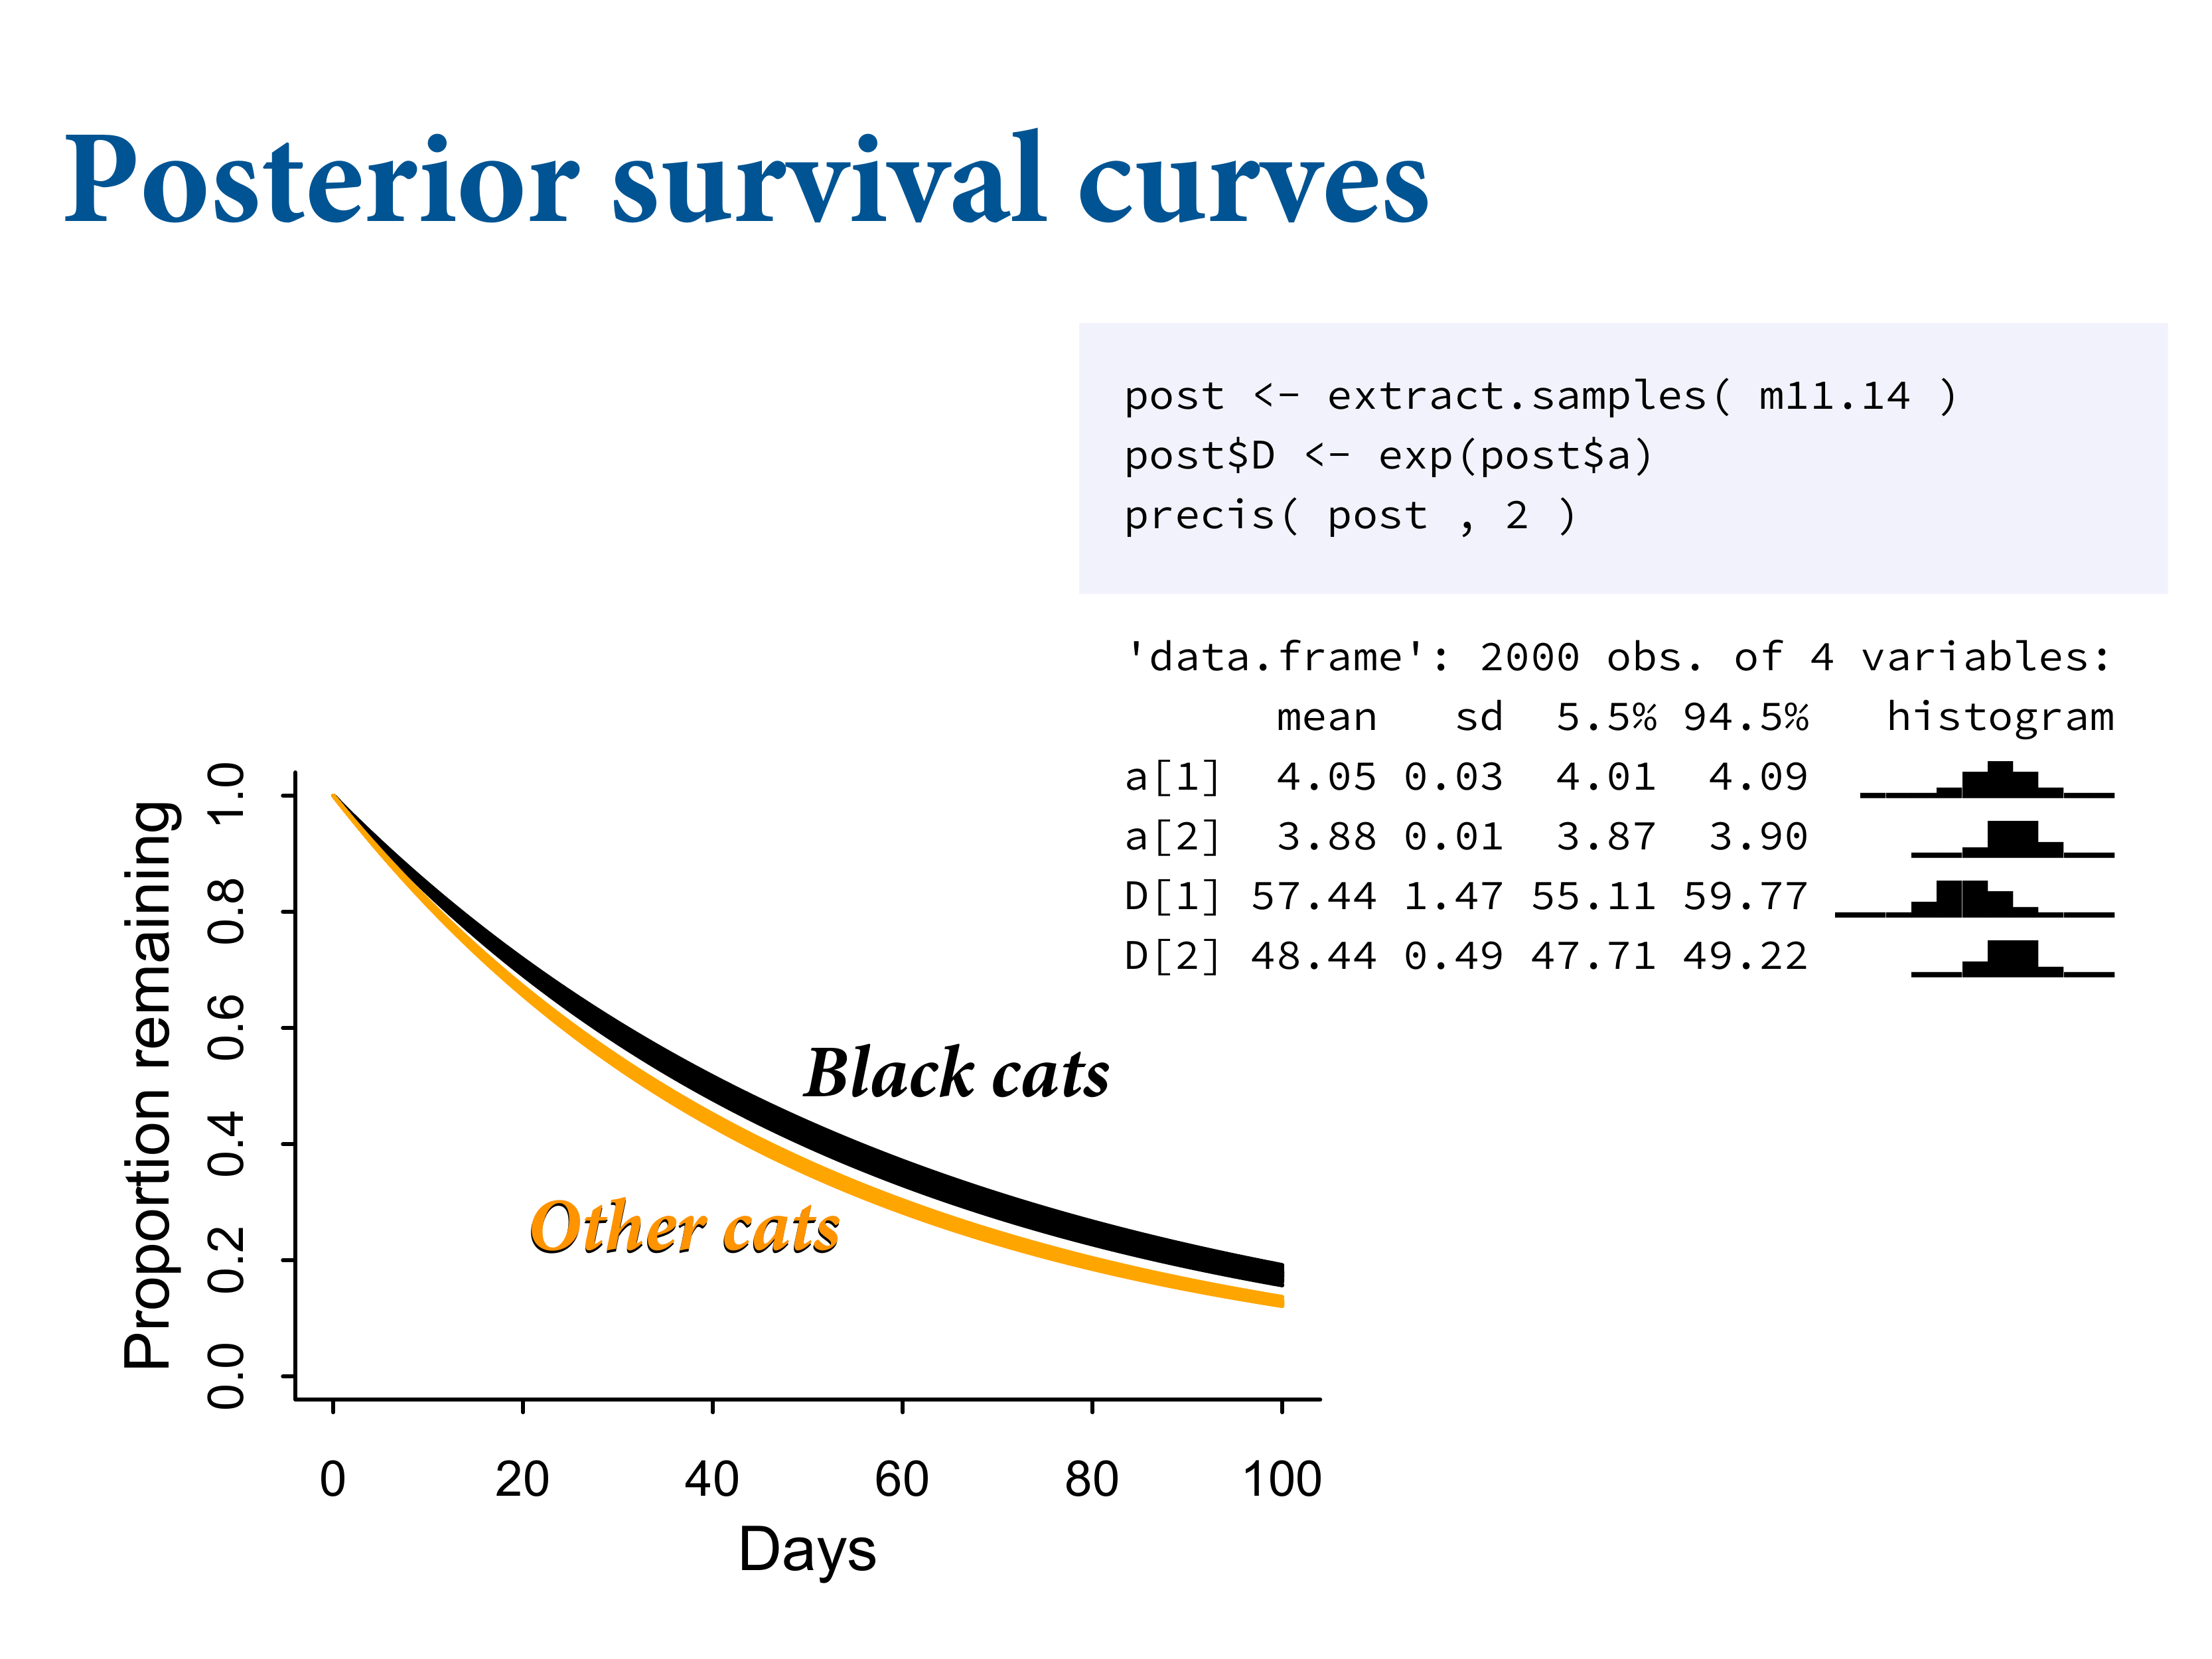 Posterior survival curves
post <- extract.samples( m11.14 )
post$D <- exp(post$a)
precis( post , 2 )
'data.frame': 2000 obs. of 4 variables:
mean sd 5.5% 94.5% histogram
a[1] 4.05 0.03 4.01 4.09
a[2] 3.88 0.01 3.87 3.90
D[1] 57.44 1.47 55.11 59.77
D[2] 48.44 0.49 47.71 49.22
Proportion remaining
1.0
0.8
0.6
0.4
0.2
0.0
Black cats
Other cats
0 20 40 60 80 100
Days